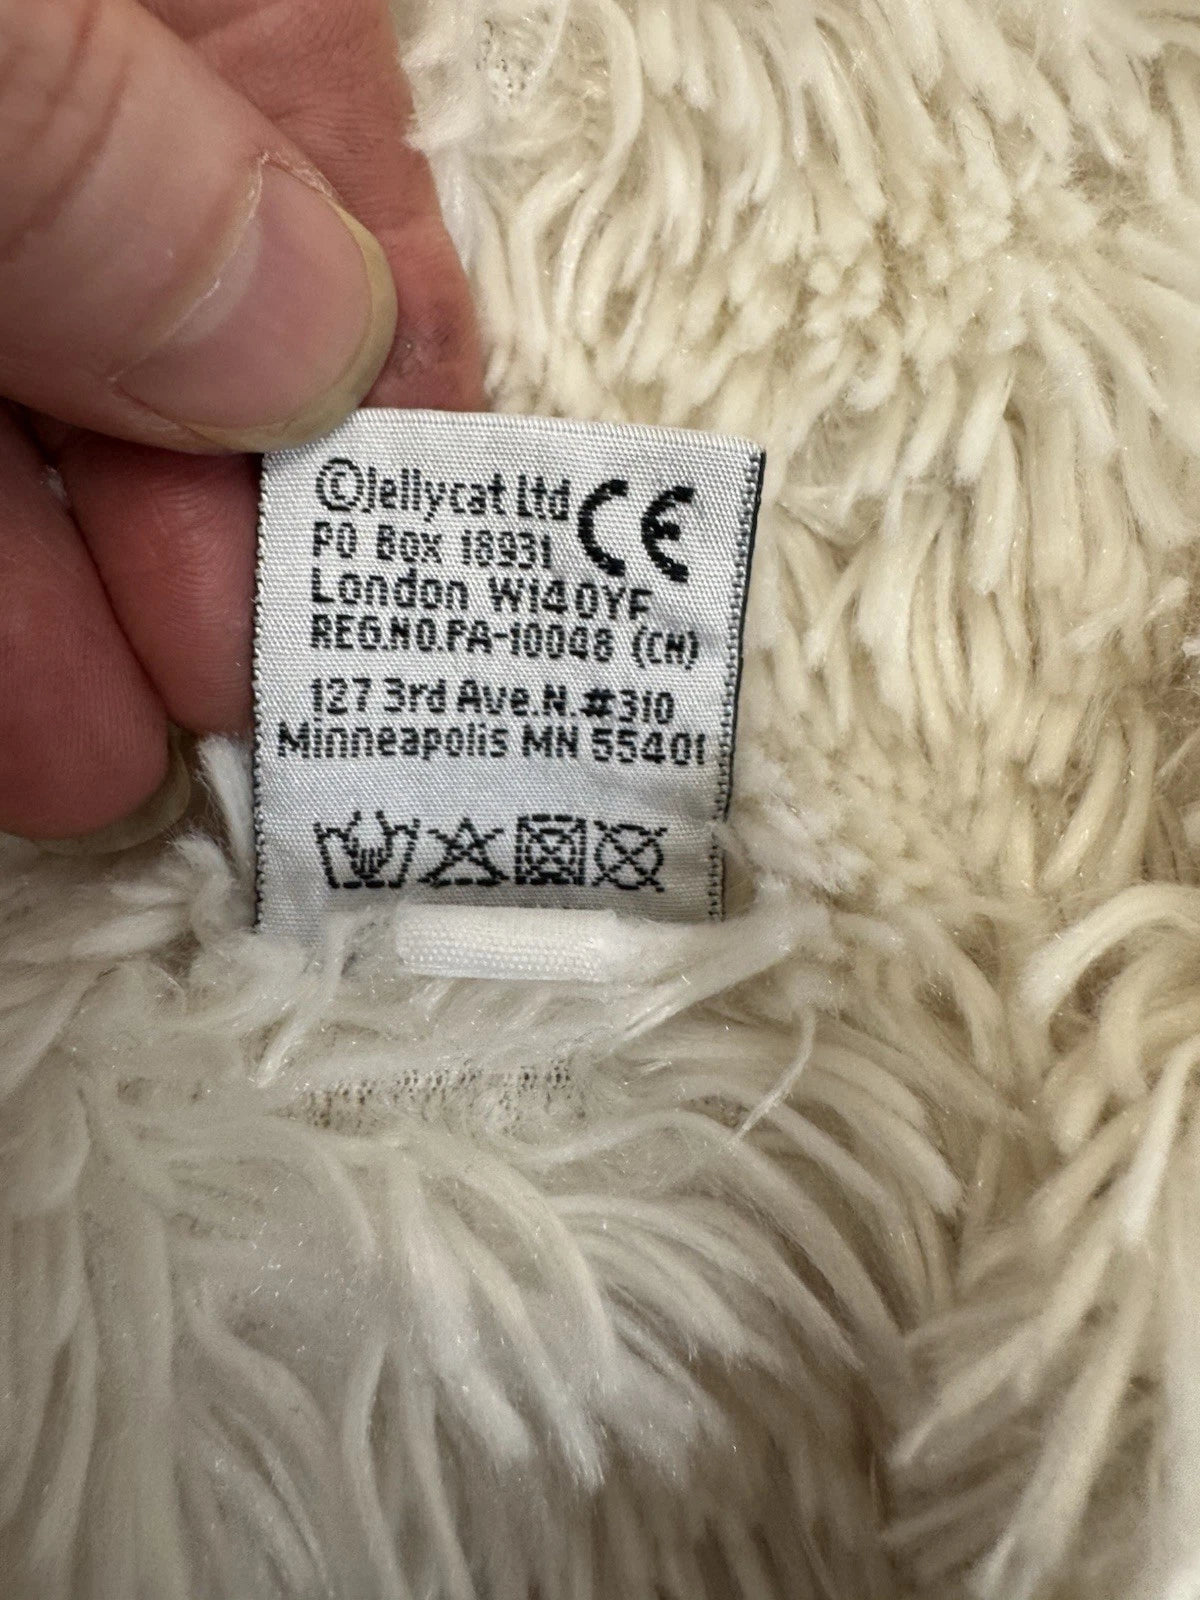 ©Jellycat Ltd CE
PO Box 18931
London W14 0YF
REG.NO.PA-10048 (CN)
127 3rd Ave.N. #310
Minneapolis MN 55401